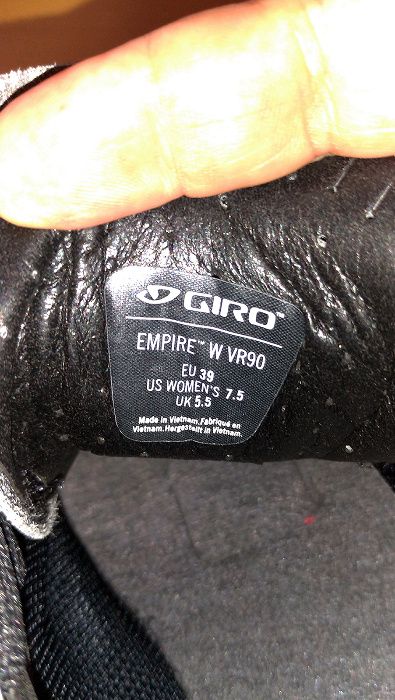 GIRO™
EMPIRE™ W VR90
EU 39
US WOMEN'S 7.5
UK 5.5
Made in Vietnam.Fabriqué en
Vietnam.Hergestellt in Vietnam.